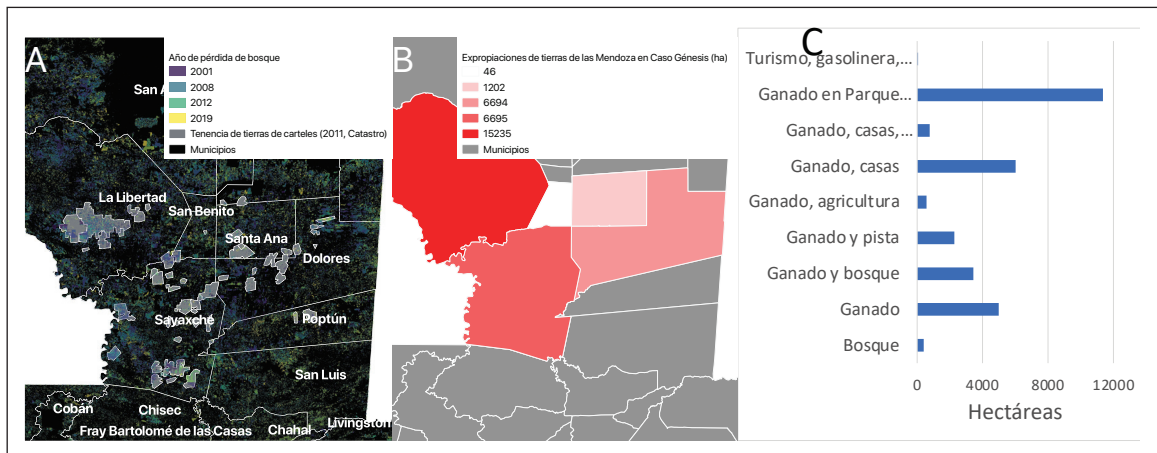 A
Año de pérdida de bosque
2001
2008
2012
2019
Tenencia de tierras de carteles (2011, Catastro)
Municipios
San A
La Libertad
San Benito
Santa Ana
Dolores
Sayaxché
Poptún
San Luis
Cobán
Chisec
Livingston
Fray Bartolomé de las Casas
Chahal
B
Expropiaciones de tierras de las Mendoza en Caso Génesis (ha)
46
1202
6694
6695
15235
Municipios
C
Turismo, gasolinera,...
Ganado en Parque...
Ganado, casas,...
Ganado, casas
Ganado, agricultura
Ganado y pista
Ganado y bosque
Ganado
Bosque
0 4000 8000 12000
Hectáreas